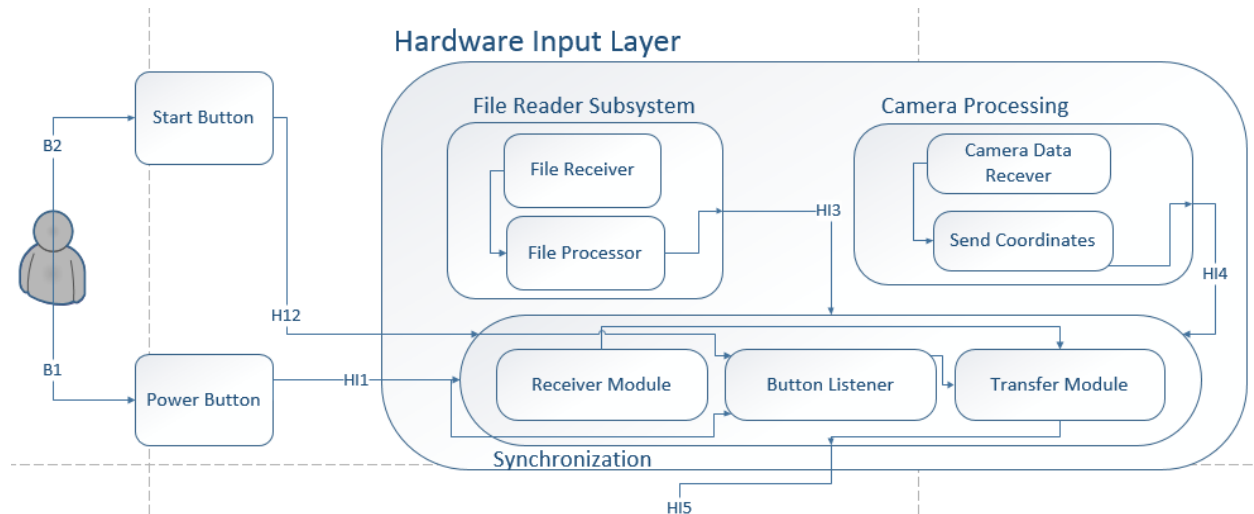 Hardware Input Layer
File Reader Subsystem
Camera Processing
Start Button
B2
File Receiver
Camera Data
Recever
HI3
File Processor
Send Coordinates
HI4
H12
B1
HI1
Power Button
Receiver Module
Button Listener
Transfer Module
Synchronization
HI5